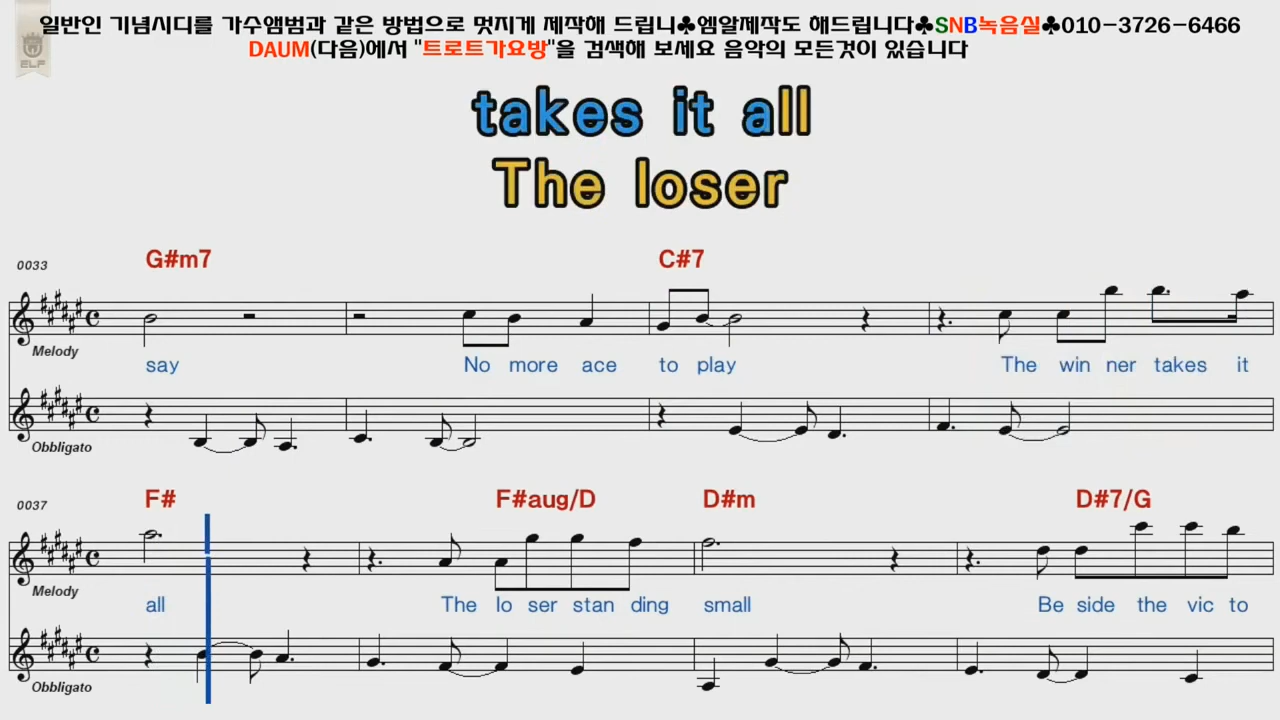 일반인 기념시디를 가수앨범과 같은 방법으로 멋지게 제작해 드립니♣엠알제작도 해드립니다♣SNB녹음실♣010-3726-6466
DAUM(다음)에서 "트로트가요방"을 검색해 보세요 음악의 모든것이 있습니다
ELF
takes it all
The loser
0033 G#m7 C#7
Melody
say No more ace to play The win ner takes it
Obbligato
0037 F# F#aug/D D#m D#7/G
Melody
all The lo ser stan ding small Be side the vic to
Obbligato